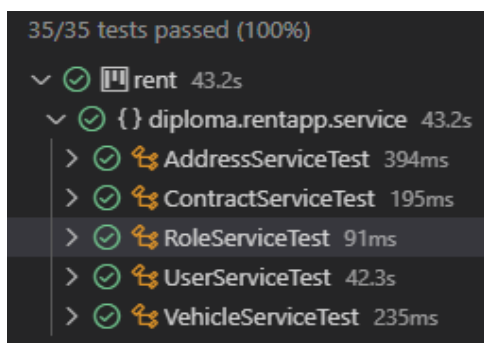 35/35 tests passed (100%)
rent 43.2s
{ } diploma.rentapp.service 43.2s
AddressServiceTest 394ms
ContractServiceTest 195ms
RoleServiceTest 91ms
UserServiceTest 42.3s
VehicleServiceTest 235ms